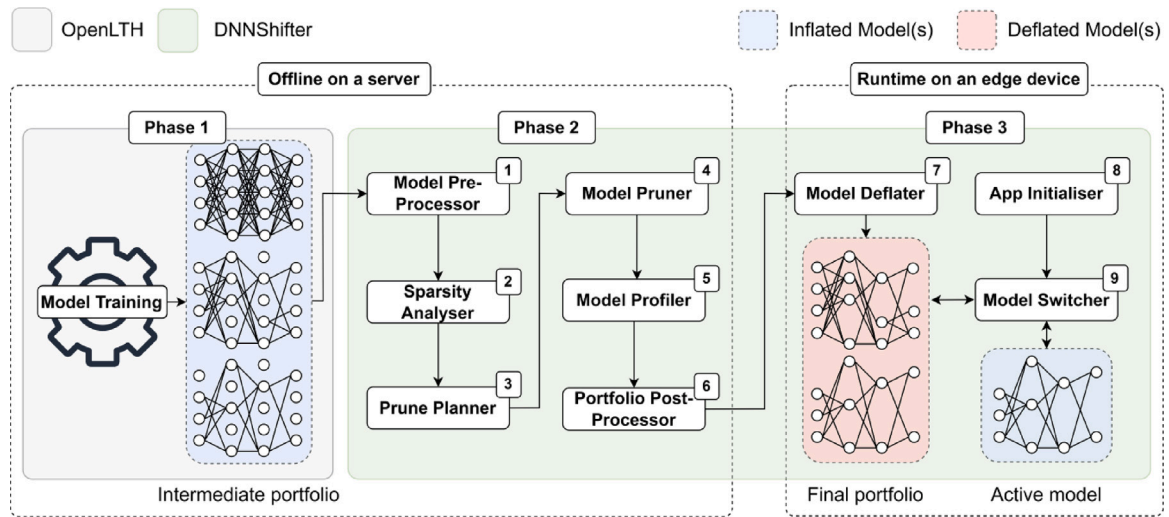 OpenLTH
DNNShifter
Inflated Model(s)
Deflated Model(s)
Offline on a server
Runtime on an edge device
Phase 1
Phase 2
Phase 3
Model Training
Intermediate portfolio
1
Model Pre-
Processor
2
Sparsity
Analyser
3
Prune Planner
4
Model Pruner
5
Model Profiler
6
Portfolio Post-
Processor
7
Model Deflater
8
App Initialiser
9
Model Switcher
Final portfolio
Active model